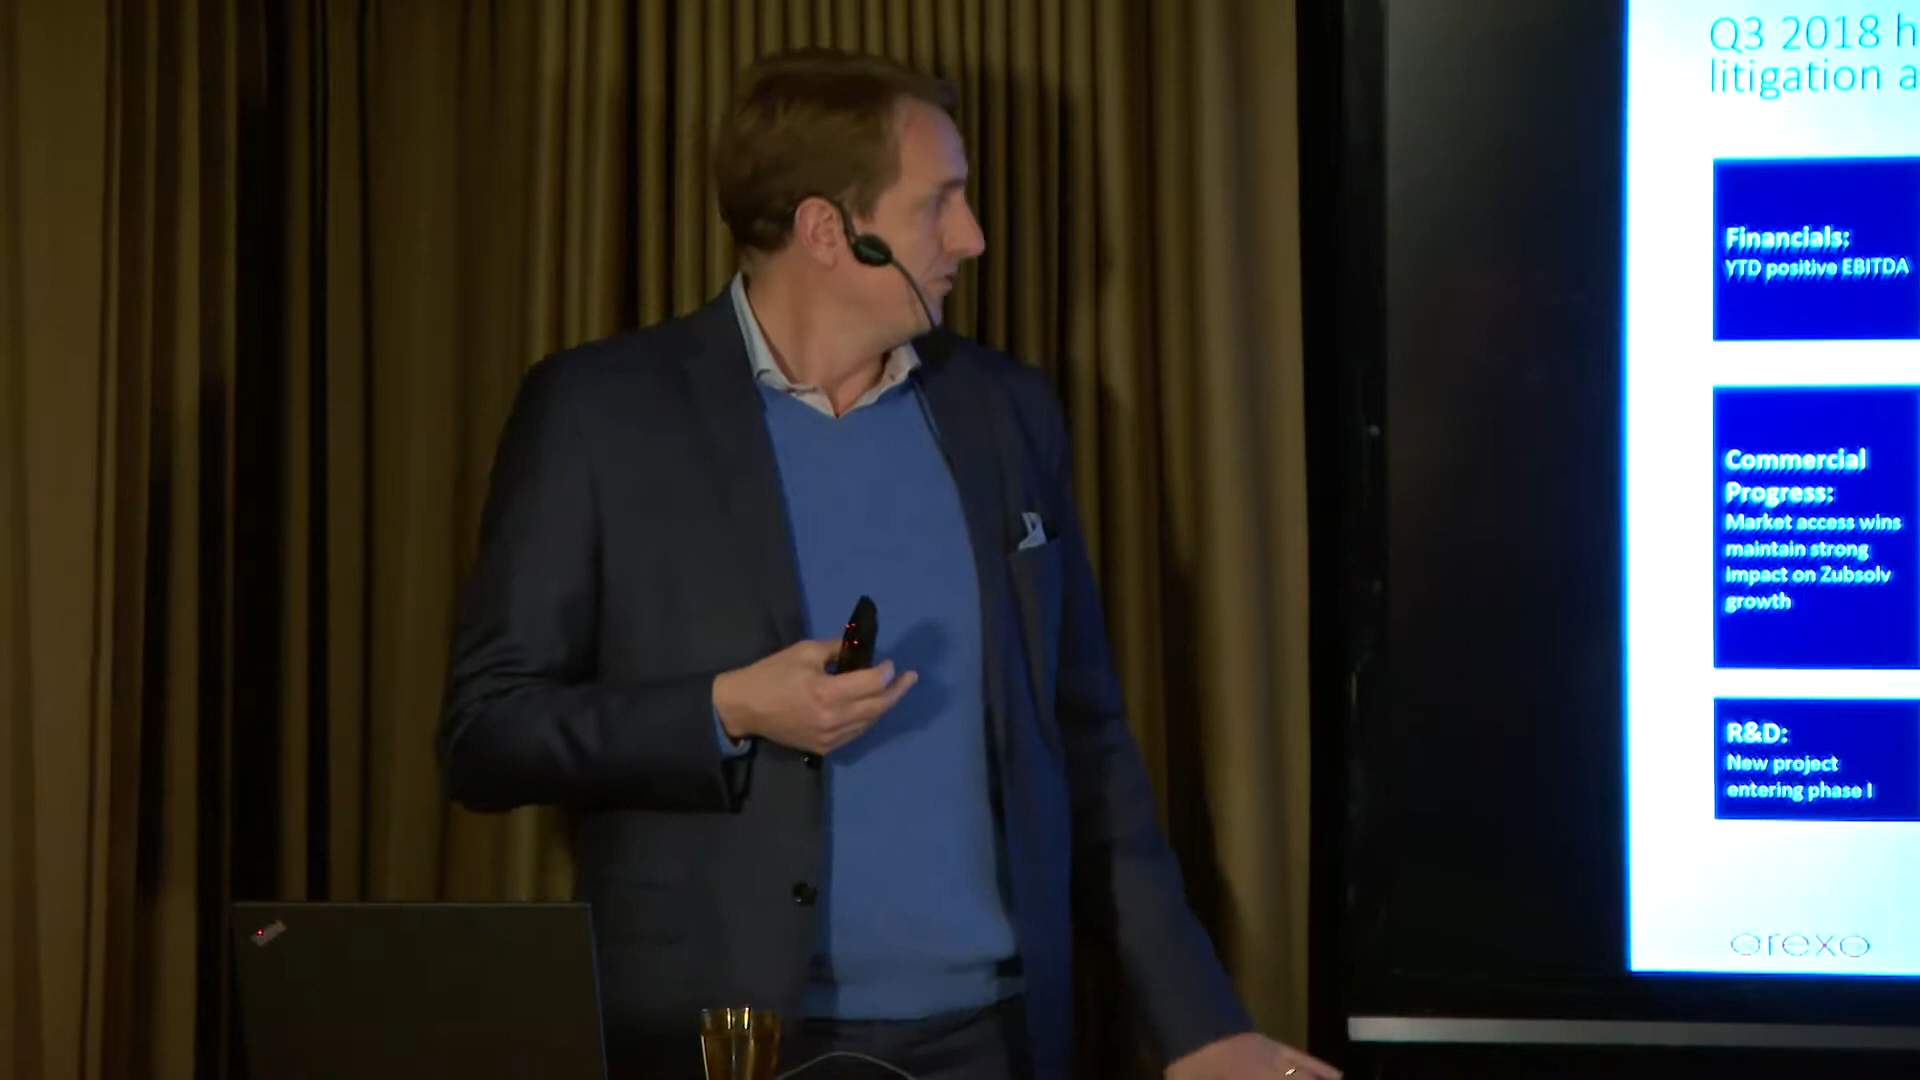 Q3 2018 h
litigation a
Financials:
YTD positive EBITDA
Commercial
Progress:
Market access wins
maintain strong
impact on Zubsolv
growth
R&D:
New project
entering phase I
orexo